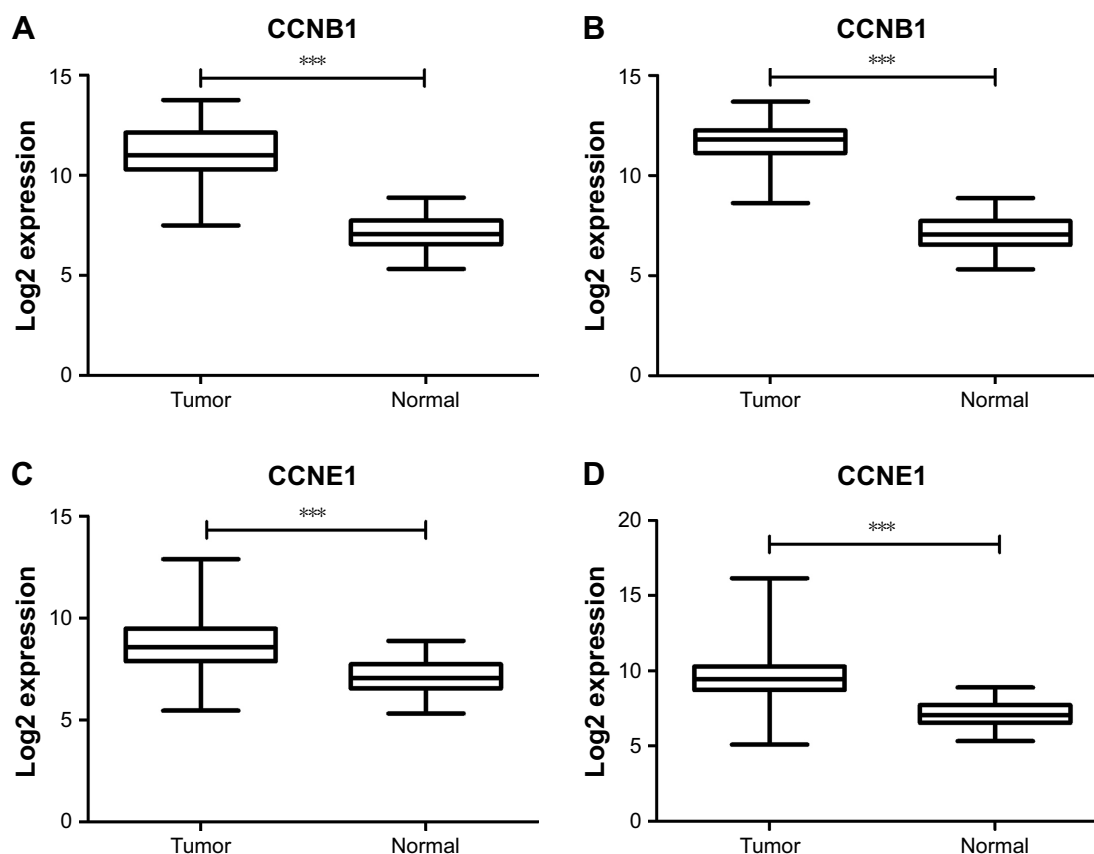 A
CCNB1
***
Log2 expression
15
10
5
0
Tumor Normal
B
CCNB1
***
Log2 expression
15
10
5
0
Tumor Normal
C
CCNE1
***
Log2 expression
15
10
5
0
Tumor Normal
D
CCNE1
***
Log2 expression
20
15
10
5
0
Tumor Normal